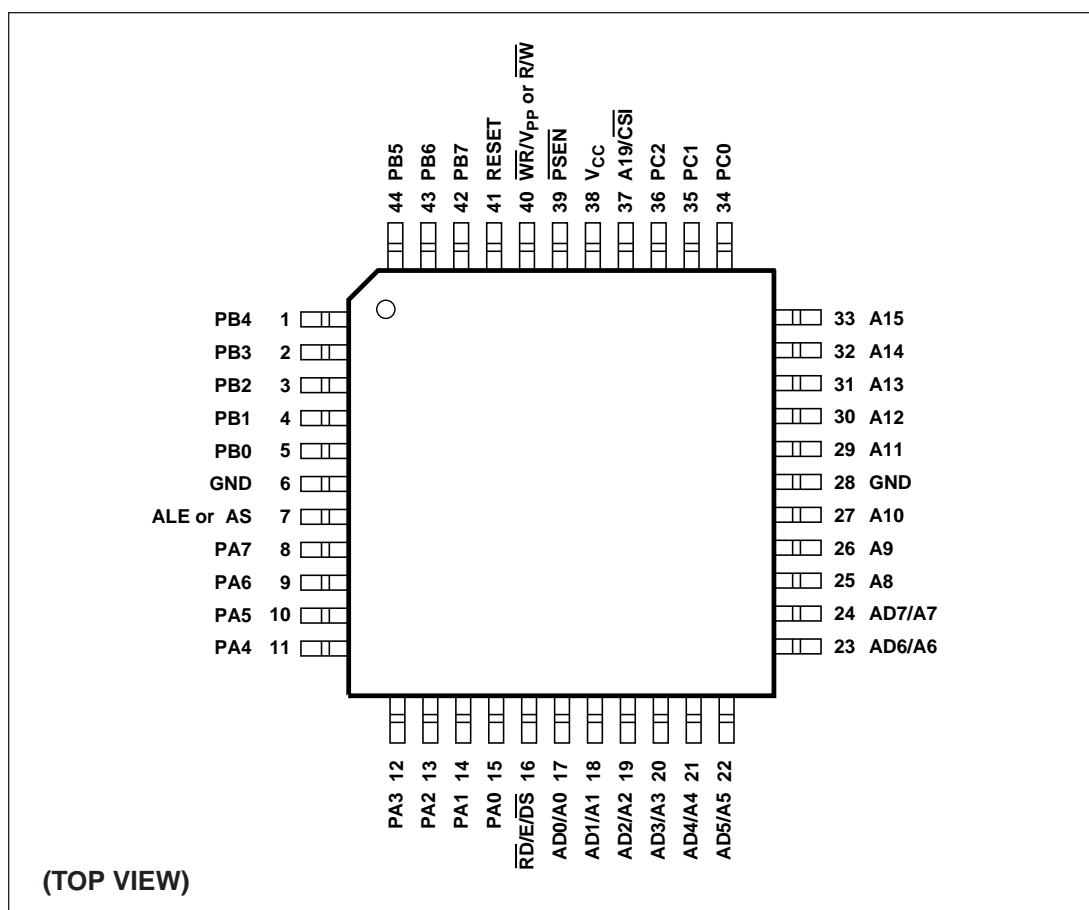 44 PB5
43 PB6
42 PB7
41 RESET
40 W̅R̅/VPP or R̅/̅W̅
39 P̅S̅E̅N̅
38 VCC
37 A19/C̅S̅I̅
36 PC2
35 PC1
34 PC0
PB4 1
PB3 2
PB2 3
PB1 4
PB0 5
GND 6
ALE or AS 7
PA7 8
PA6 9
PA5 10
PA4 11
33 A15
32 A14
31 A13
30 A12
29 A11
28 GND
27 A10
26 A9
25 A8
24 AD7/A7
23 AD6/A6
PA3 12
PA2 13
PA1 14
PA0 15
R̅D̅/E/D̅S̅ 16
AD0/A0 17
AD1/A1 18
AD2/A2 19
AD3/A3 20
AD4/A4 21
AD5/A5 22
(TOP VIEW)